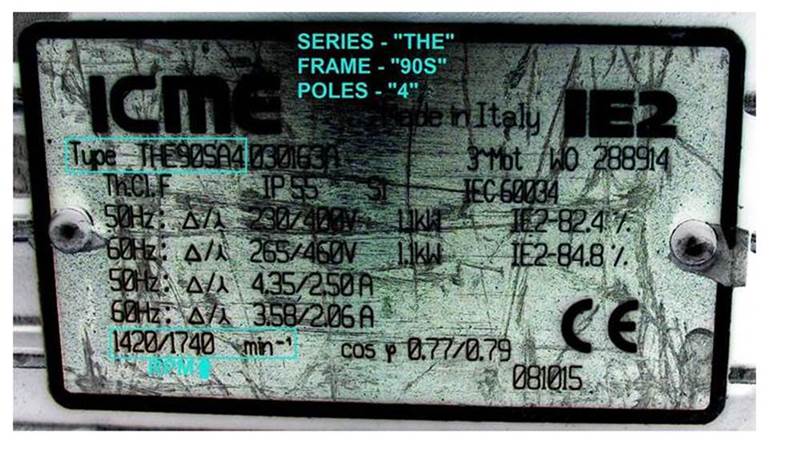 SERIES - "THE"
FRAME - "90S"
POLES - "4"
ICME
Made in Italy IE2
Type THE90SA4 030163A 3~Mot WO 288914
Th.Cl.F IP 55 S1 IEC 60034
50Hz: Δ/⅄ 230/400V 1.1kW IE2-82.4 %
60Hz: Δ/⅄ 265/460V 1.1kW IE2-84.8 %
50Hz: Δ/⅄ 4.35/2.50 A
60Hz: Δ/⅄ 3.58/2.06 A
1420/1740 min⁻¹ cos φ 0.77/0.79 CE
RPM
081015